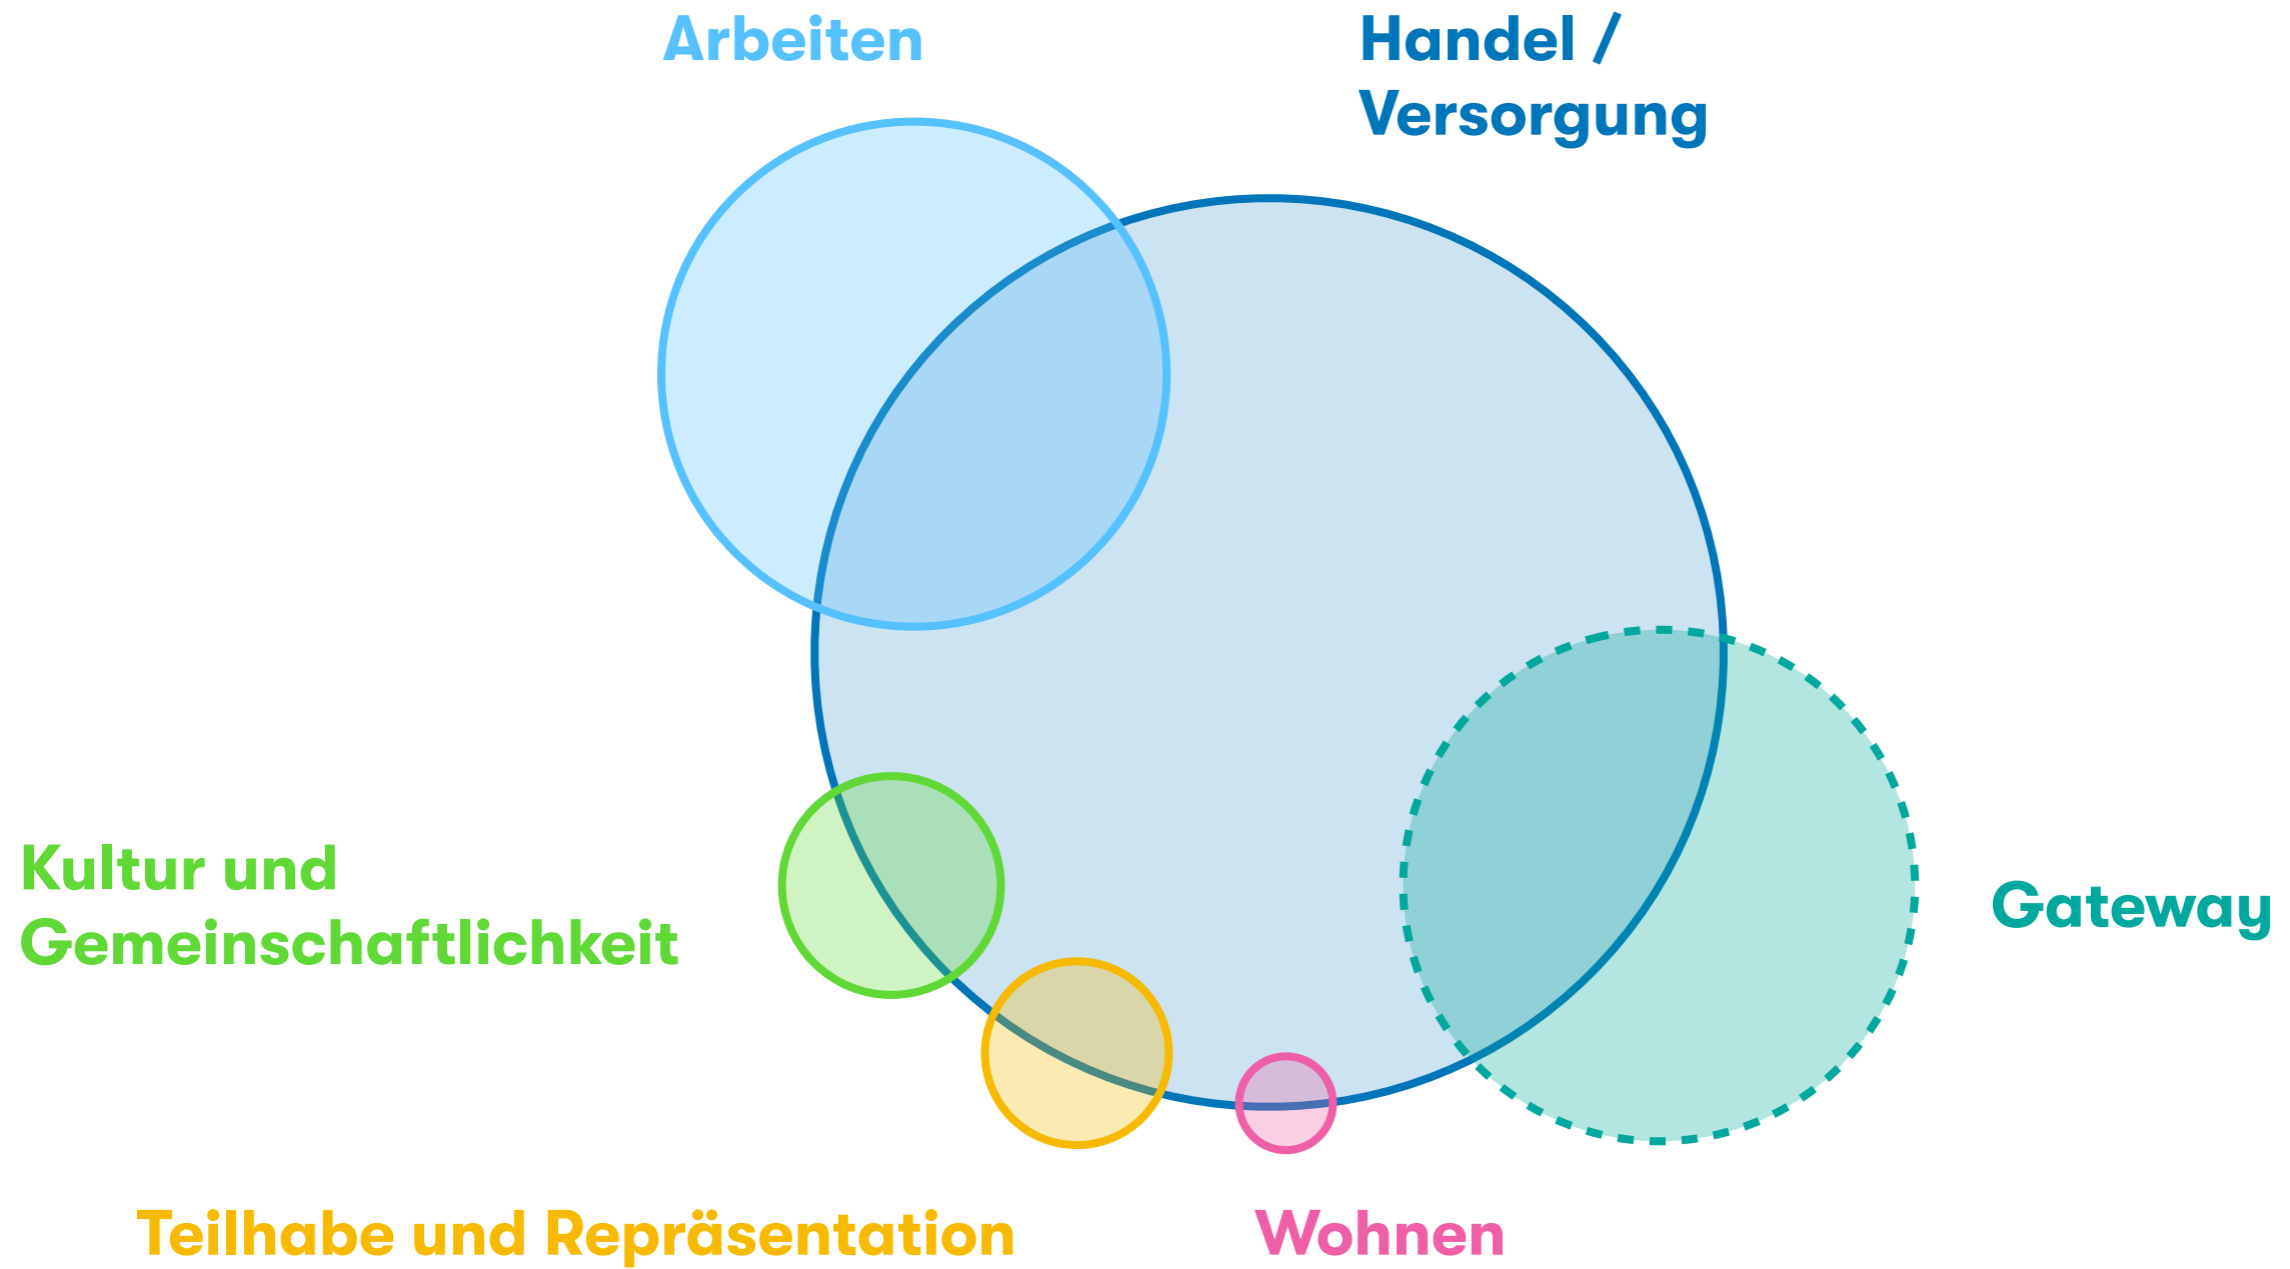 Arbeiten
Handel /
Versorgung
Kultur und
Gemeinschaftlichkeit
Gateway
Teilhabe und Repräsentation
Wohnen